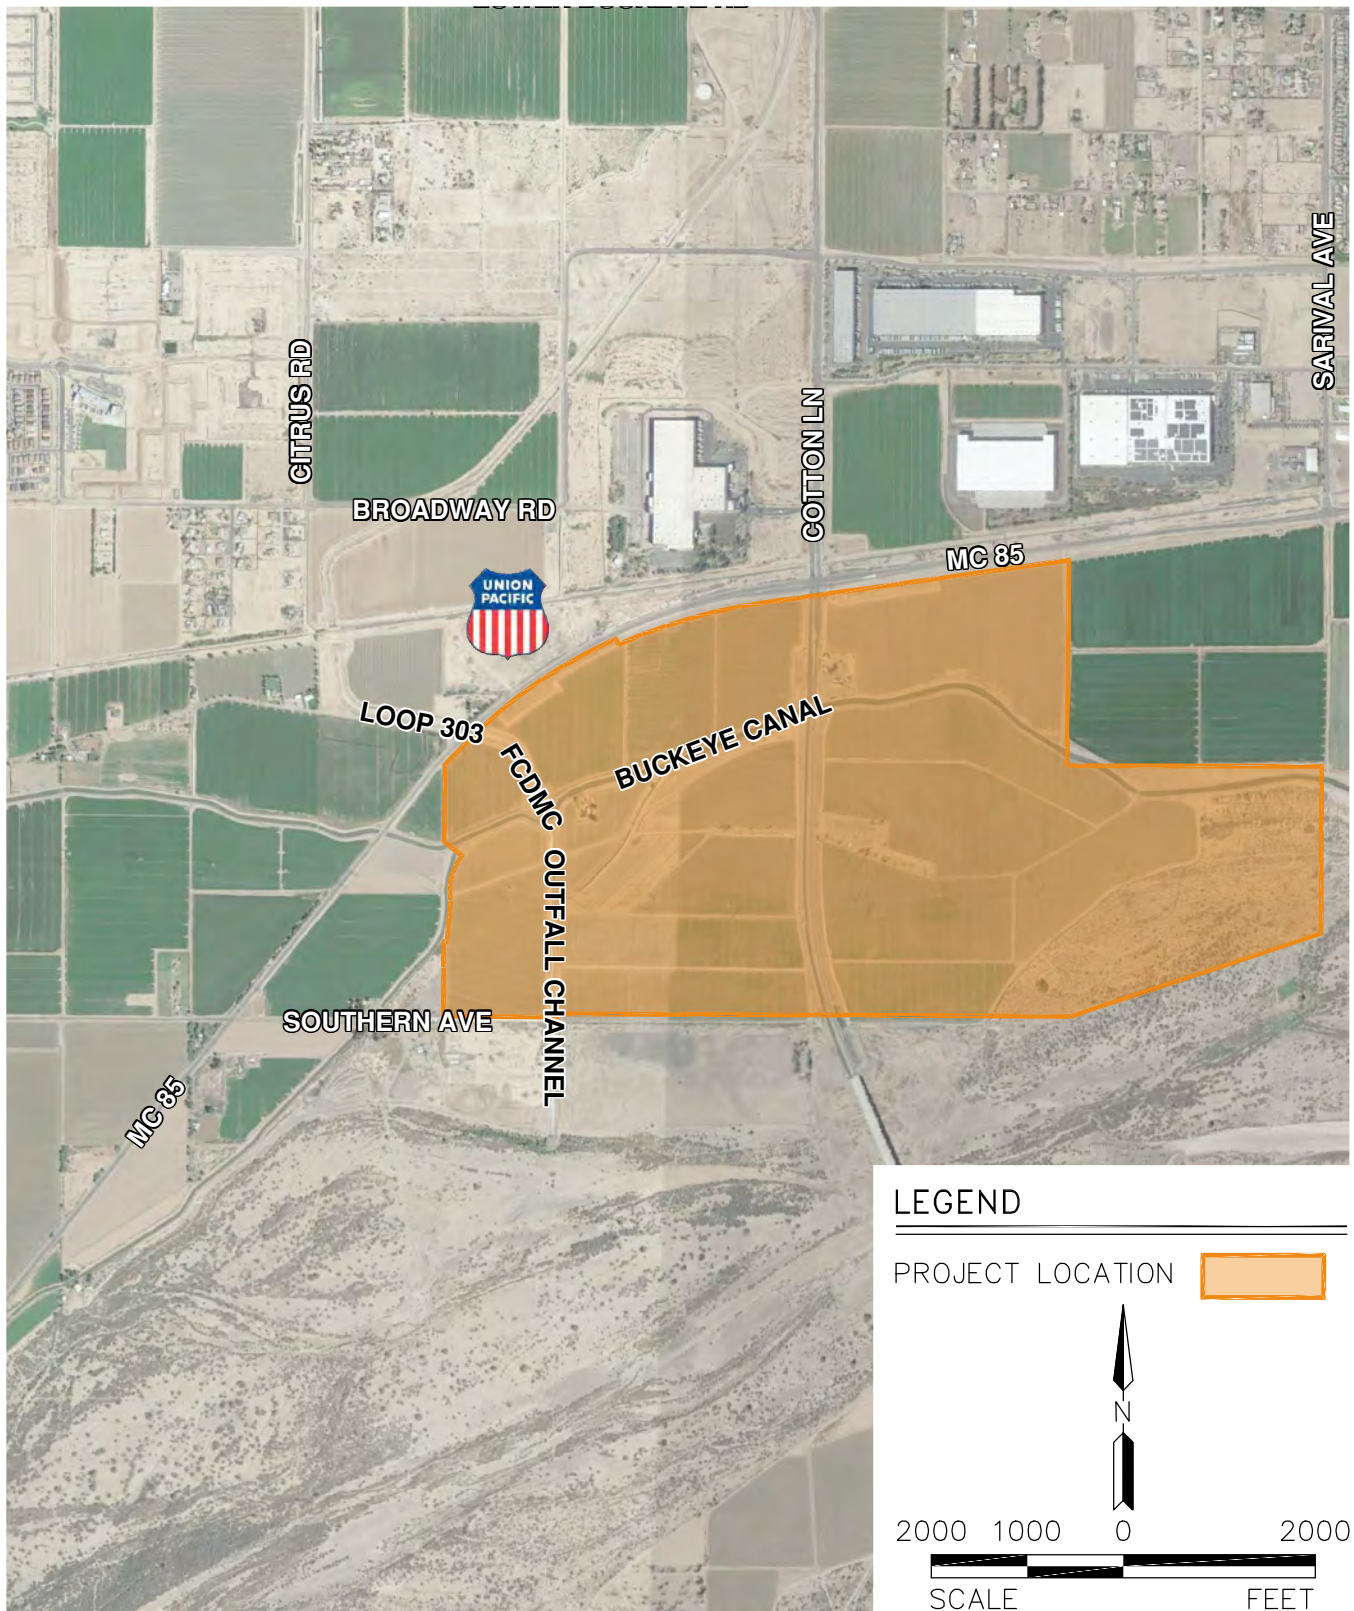 SARIVAL AVE
CITRUS RD
COTTON LN
BROADWAY RD
MC 85
UNION
PACIFIC
LOOP 303
BUCKEYE CANAL
FCDMC OUTFALL CHANNEL
SOUTHERN AVE
MC 85
LEGEND
PROJECT LOCATION
N
2000 1000 0 2000
SCALE FEET